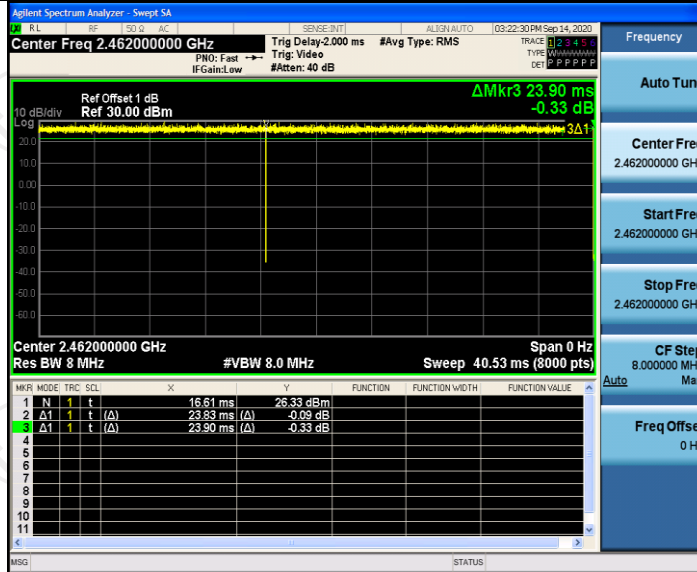 Agilent Spectrum Analyzer - Swept SA
RL RF 50 Ω AC SENSE:INT ALIGN AUTO 03:22:30 PM Sep 14, 2020
Center Freq 2.462000000 GHz
PNO: Fast
IFGain:Low
Trig Delay-2.000 ms
Trig: Video
#Atten: 40 dB
#Avg Type: RMS
TRACE 1 2 3 4 5 6
TYPE
DET P P P P P P
ΔMkr3 23.90 ms
-0.33 dB
Ref Offset 1 dB
Ref 30.00 dBm
10 dB/div
Log
20.0
10.0
0.00
-10.0
-20.0
-30.0
-40.0
-50.0
-60.0
3Δ1
Center 2.462000000 GHz
Span 0 Hz
Res BW 8 MHz
#VBW 8.0 MHz
Sweep 40.53 ms (8000 pts)
MKR MODE TRC SCL X Y FUNCTION FUNCTION WIDTH FUNCTION VALUE
1 N 1 t 16.61 ms 26.33 dBm
2 Δ1 1 t (Δ) 23.83 ms (Δ) -0.09 dB
3 Δ1 1 t (Δ) 23.90 ms (Δ) -0.33 dB
4
5
6
7
8
9
10
11
MSG
STATUS
Frequency
Auto Tun
Center Fre
2.462000000 GH
Start Fre
2.462000000 GH
Stop Fre
2.462000000 GH
CF Ste
8.000000 MH
Auto Ma
Freq Offse
0 H